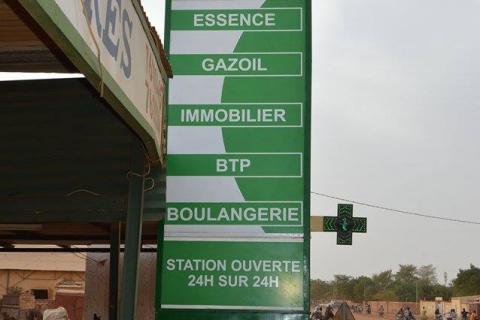 ESSENCE
GAZOIL
IMMOBILIER
BTP
BOULANGERIE
STATION OUVERTE
24H SUR 24H